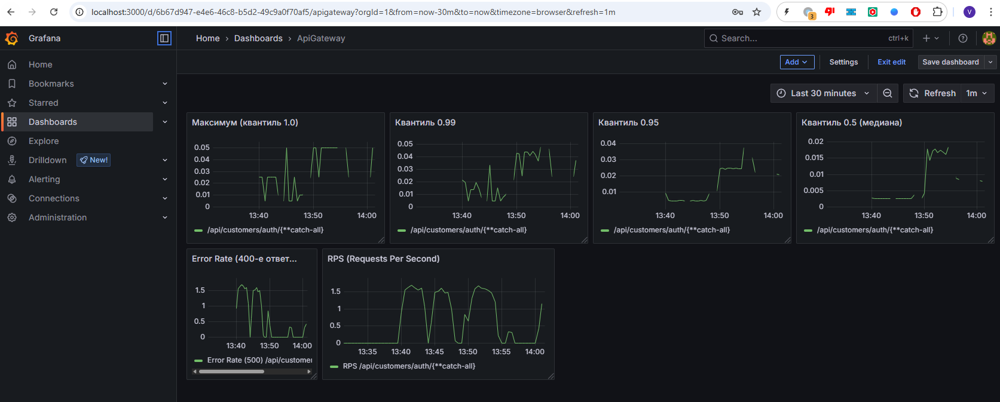 localhost:3000/d/6b67d947-e4e6-46c8-b5d2-49c9a0f70af5/apigateway?orgId=1&from=now-30m&to=now&timezone=browser&refresh=1m
3
V
Grafana
Home › Dashboards › ApiGateway
Search...
ctrl+k
Home
Bookmarks
Starred
Dashboards
Explore
Drilldown
New!
Alerting
Connections
Administration
Add
Settings
Exit edit
Save dashboard
Last 30 minutes
Refresh
1m
Максимум (квантиль 1.0)
0.05
0.04
0.03
0.02
0.01
0
13:40
13:50
14:00
/api/customers/auth/{**catch-all}
Квантиль 0.99
0.05
0.04
0.03
0.02
0.01
0
13:40
13:50
14:00
/api/customers/auth/{**catch-all}
Квантиль 0.95
0.04
0.03
0.02
0.01
13:40
13:50
14:00
/api/customers/auth/{**catch-all}
Квантиль 0.5 (медиана)
0.02
0.015
0.01
0.005
0
13:40
13:50
14:00
/api/customers/auth/{**catch-all}
Error Rate (400-е ответ...
1.5
1
0.5
0
13:40
13:50
14:00
Error Rate (500) /api/customer
RPS (Requests Per Second)
1.5
1
0.5
0
13:35
13:40
13:45
13:50
13:55
14:00
RPS /api/customers/auth/{**catch-all}